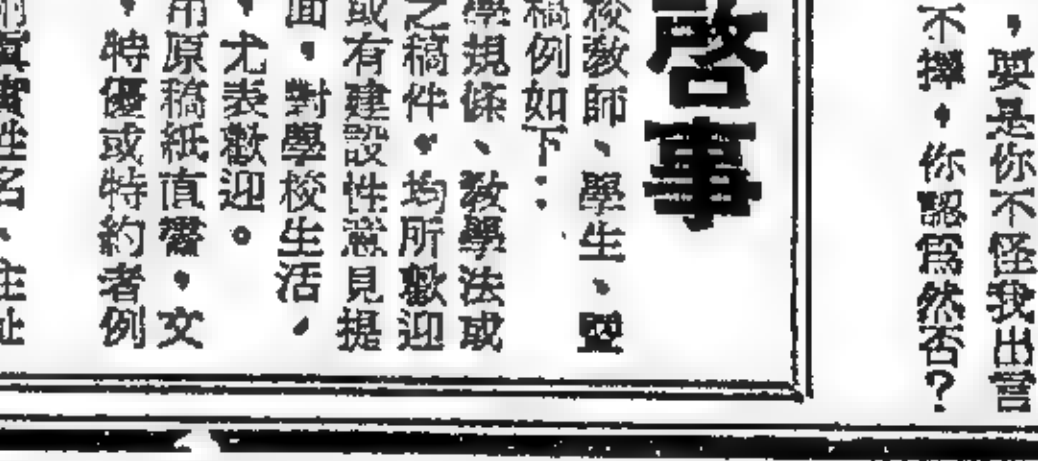 ，要是你不怪我出言
不擇，你認爲然否？
啓事
校教師、學生、暨
稿例如下：
學規條、教學法或
之稿件，均所歡迎
或有建設性意見提
面，對學校生活，
，尤表歡迎。
用原稿紙直書，文
，特優或特約者例
真實姓名、住址